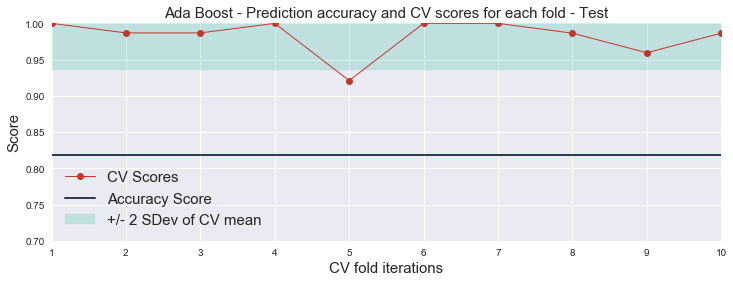 Ada Boost - Prediction accuracy and CV scores for each fold - Test
1.00
0.95
0.90
0.85
0.80
0.75
0.70
Score
CV Scores
Accuracy Score
+/- 2 SDev of CV mean
1 2 3 4 5 6 7 8 9 10
CV fold iterations